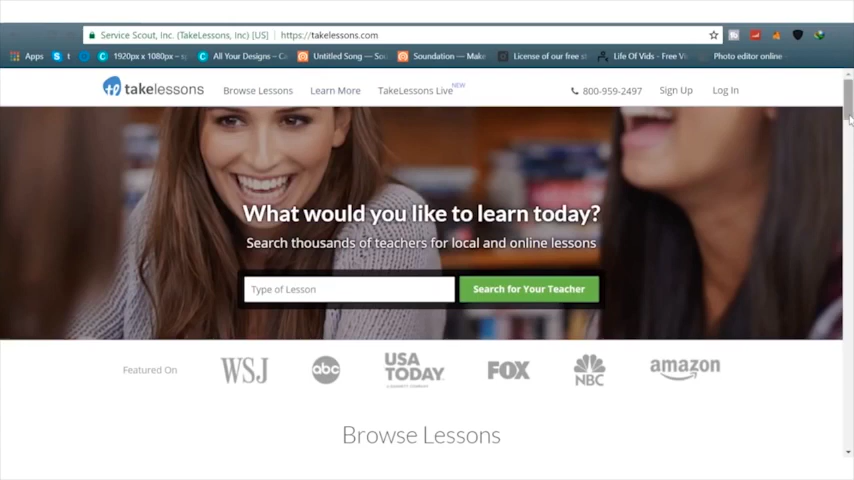 Service Scout, Inc. (TakeLessons, Inc) [US]
https://takelessons.com
Apps
1920px x 1080px –
All Your Designs – Ca
Untitled Song — Sou
Soundation — Make
License of our free s
Life Of Vids - Free Vi
Photo editor online
takelessons
Browse Lessons
Learn More
TakeLessons Live
NEW
800-959-2497
Sign Up
Log In
What would you like to learn today?
Search thousands of teachers for local and online lessons
Type of Lesson
Search for Your Teacher
Featured On
WSJ
abc
USA
TODAY
FOX
NBC
amazon
Browse Lessons